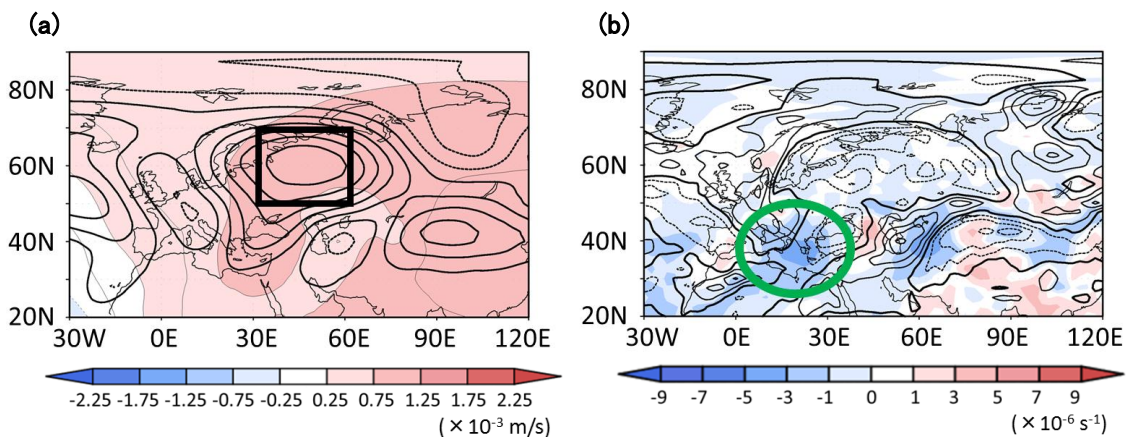 (a)
80N
60N
40N
20N
30W 0E 30E 60E 90E 120E
-2.25 -1.75 -1.25 -0.75 -0.25 0.25 0.75 1.25 1.75 2.25
(×10⁻³ m/s)
(b)
80N
60N
40N
20N
30W 0E 30E 60E 90E 120E
-9 -7 -5 -3 -1 0 1 3 5 7 9
(×10⁻⁶ s⁻¹)